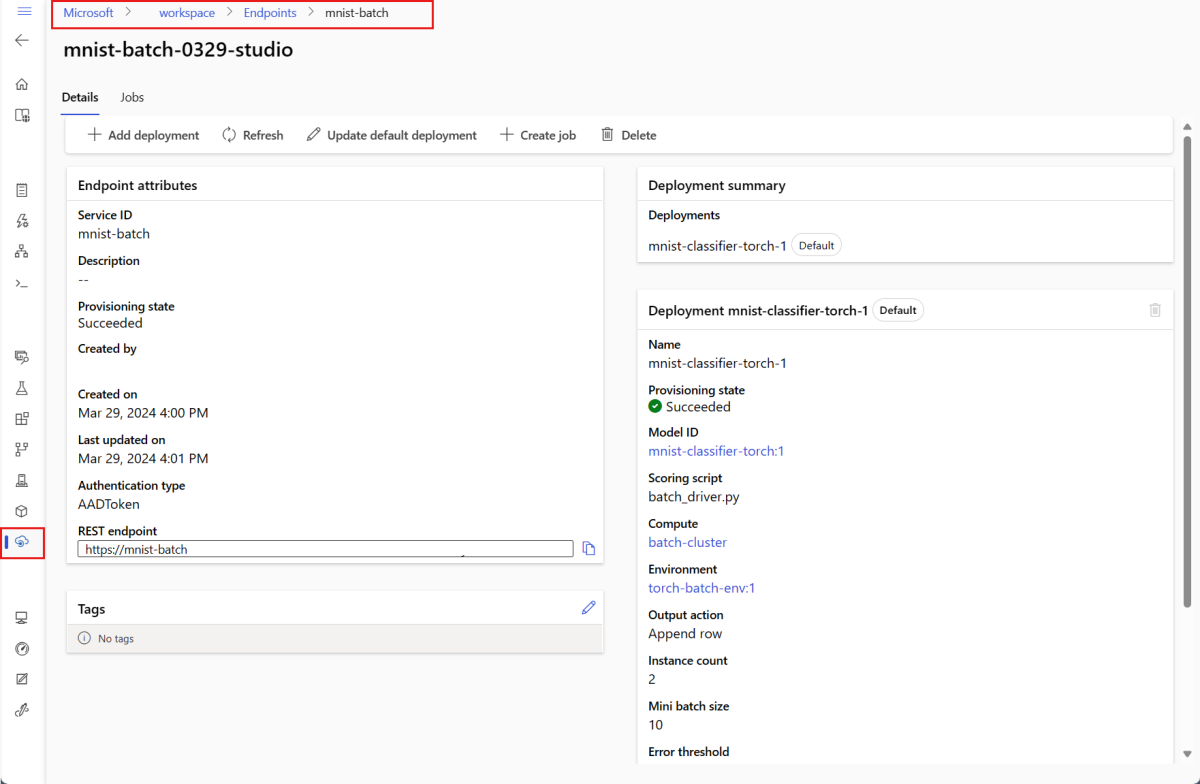 Microsoft > workspace > Endpoints > mnist-batch
mnist-batch-0329-studio
Details Jobs
Add deployment Refresh Update default deployment Create job Delete
Endpoint attributes
Service ID
mnist-batch
Description
--
Provisioning state
Succeeded
Created by
Created on
Mar 29, 2024 4:00 PM
Last updated on
Mar 29, 2024 4:01 PM
Authentication type
AADToken
REST endpoint
https://mnist-batch
Tags
No tags
Deployment summary
Deployments
mnist-classifier-torch-1 Default
Deployment mnist-classifier-torch-1 Default
Name
mnist-classifier-torch-1
Provisioning state
Succeeded
Model ID
mnist-classifier-torch:1
Scoring script
batch_driver.py
Compute
batch-cluster
Environment
torch-batch-env:1
Output action
Append row
Instance count
2
Mini batch size
10
Error threshold